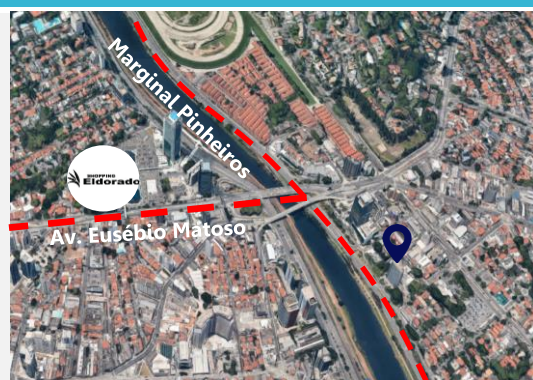 Marginal Pinheiros
SHOPPING
Eldorado
Av. Eusébio Matoso